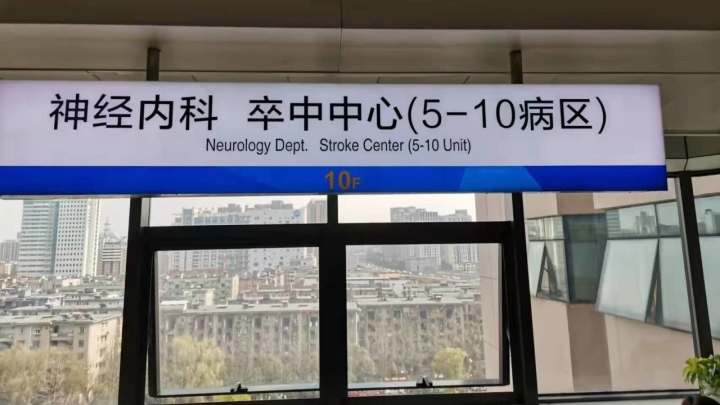 神经内科 卒中中心(5-10病区)
Neurology Dept. Stroke Center (5-10 Unit)
10F